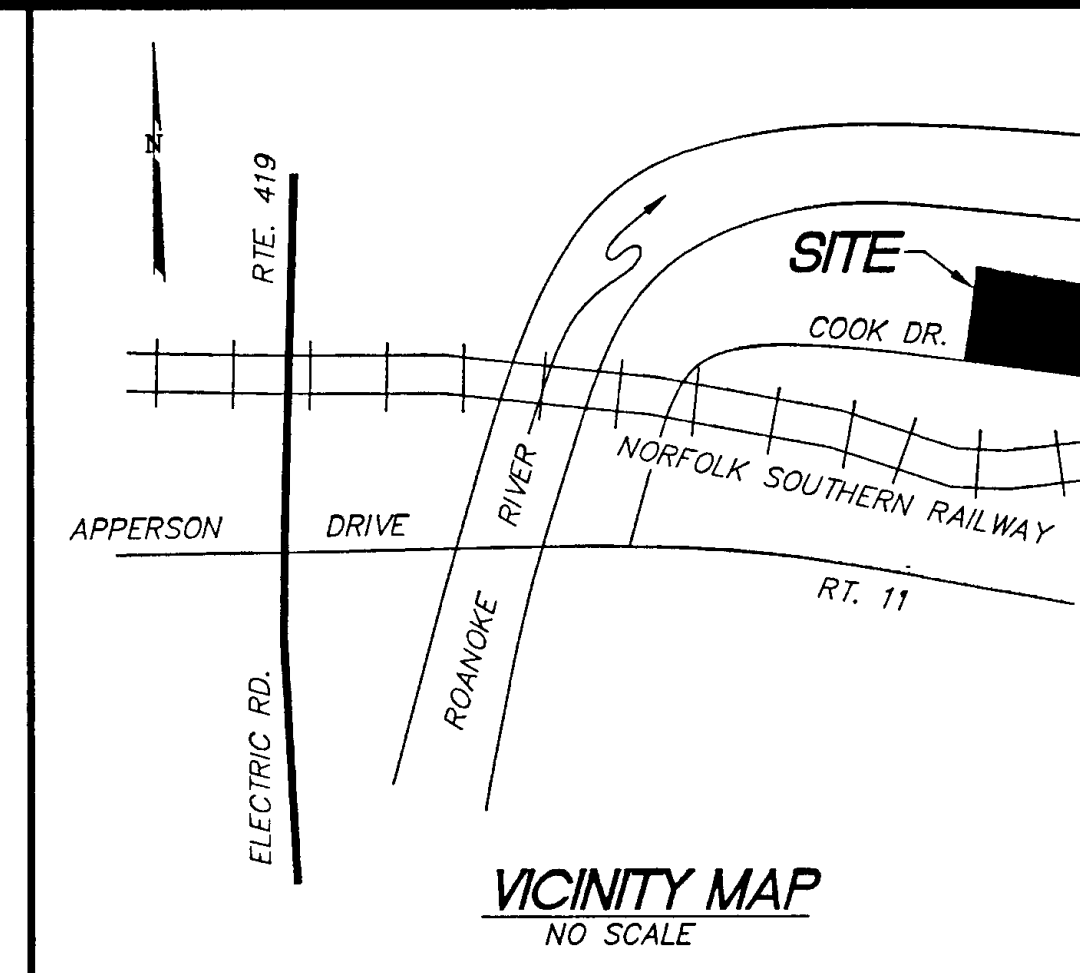 N
RTE. 419
SITE
COOK DR.
NORFOLK SOUTHERN RAILWAY
RIVER
APPERSON DRIVE
RT. 11
ROANOKE
ELECTRIC RD.
VICINITY MAP
NO SCALE